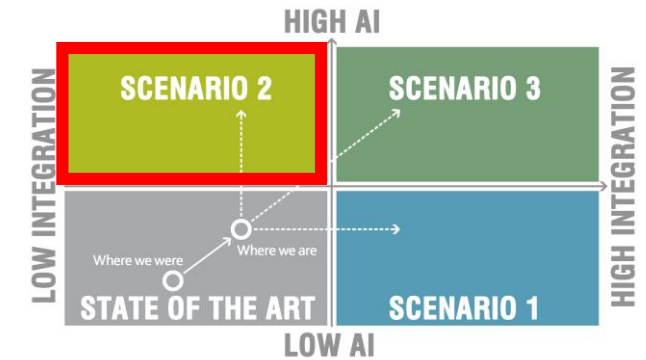 HIGH AI
LOW INTEGRATION
SCENARIO 2
SCENARIO 3
HIGH INTEGRATION
Where we were
Where we are
STATE OF THE ART
SCENARIO 1
LOW AI